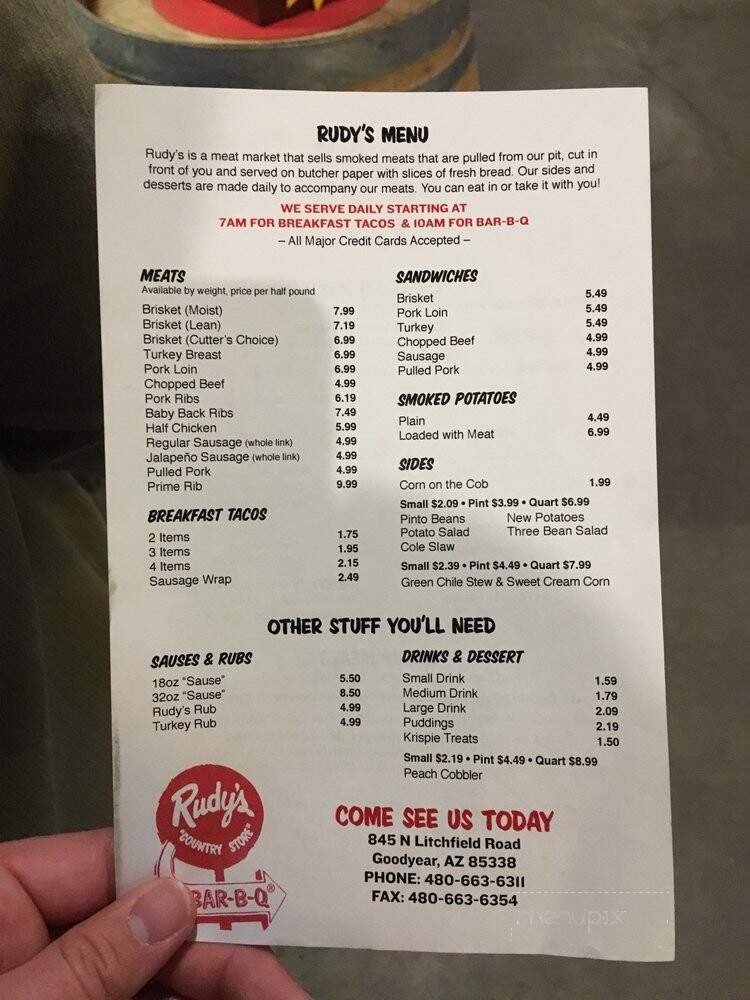 RUDY'S MENU
Rudy's is a meat market that sells smoked meats that are pulled from our pit, cut in
front of you and served on butcher paper with slices of fresh bread. Our sides and
desserts are made daily to accompany our meats. You can eat in or take it with you!
WE SERVE DAILY STARTING AT
7AM FOR BREAKFAST TACOS & 10AM FOR BAR-B-Q
– All Major Credit Cards Accepted –
MEATS
Available by weight, price per half pound
Brisket (Moist) 7.99
Brisket (Lean) 7.19
Brisket (Cutter's Choice) 6.99
Turkey Breast 6.99
Pork Loin 6.99
Chopped Beef 4.99
Pork Ribs 6.19
Baby Back Ribs 7.49
Half Chicken 5.99
Regular Sausage (whole link) 4.99
Jalapeño Sausage (whole link) 4.99
Pulled Pork 4.99
Prime Rib 9.99
BREAKFAST TACOS
2 Items 1.75
3 Items 1.95
4 Items 2.15
Sausage Wrap 2.49
SANDWICHES
Brisket 5.49
Pork Loin 5.49
Turkey 5.49
Chopped Beef 4.99
Sausage 4.99
Pulled Pork 4.99
SMOKED POTATOES
Plain 4.49
Loaded with Meat 6.99
SIDES
Corn on the Cob 1.99
Small $2.09 • Pint $3.99 • Quart $6.99
Pinto Beans New Potatoes
Potato Salad Three Bean Salad
Cole Slaw
Small $2.39 • Pint $4.49 • Quart $7.99
Green Chile Stew & Sweet Cream Corn
OTHER STUFF YOU'LL NEED
SAUSES & RUBS
18oz "Sause" 5.50
32oz "Sause" 8.50
Rudy's Rub 4.99
Turkey Rub 4.99
DRINKS & DESSERT
Small Drink 1.59
Medium Drink 1.79
Large Drink 2.09
Puddings 2.19
Krispie Treats 1.50
Small $2.19 • Pint $4.49 • Quart $8.99
Peach Cobbler
Rudy's
"COUNTRY STORE"
BAR-B-Q®
COME SEE US TODAY
845 N Litchfield Road
Goodyear, AZ 85338
PHONE: 480-663-6311
FAX: 480-663-6354
menupix